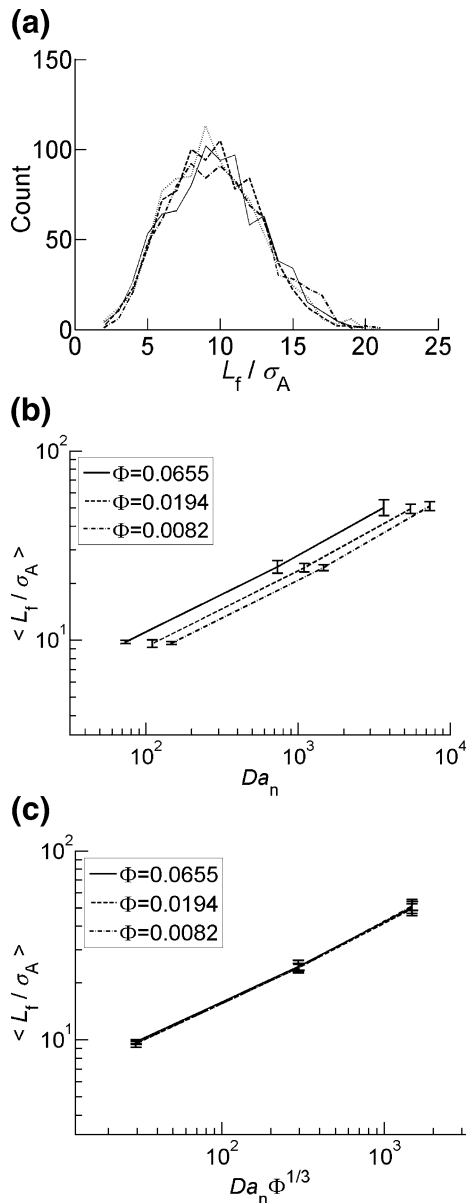 (a)
150
100
50
0
Count
0 5 10 15 20 25
L_f / σ_A
(b)
10^2
10^1
< L_f / σ_A >
Φ=0.0655
Φ=0.0194
Φ=0.0082
10^2 10^3 10^4
Da_n
(c)
10^2
10^1
< L_f / σ_A >
Φ=0.0655
Φ=0.0194
Φ=0.0082
10^2 10^3
Da_n Φ^1/3